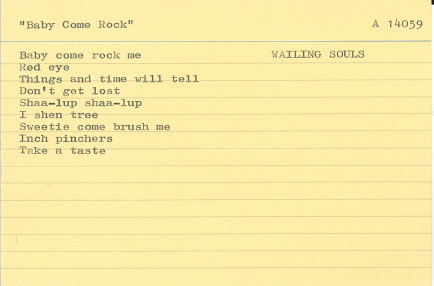 "Baby Come Rock" A 14059
Baby come rock me WAILING SOULS
Red eye
Things and time will tell
Don't get lost
Shaa-lup shaa-lup
I shen tree
Sweetie come brush me
Inch pinchers
Take a taste